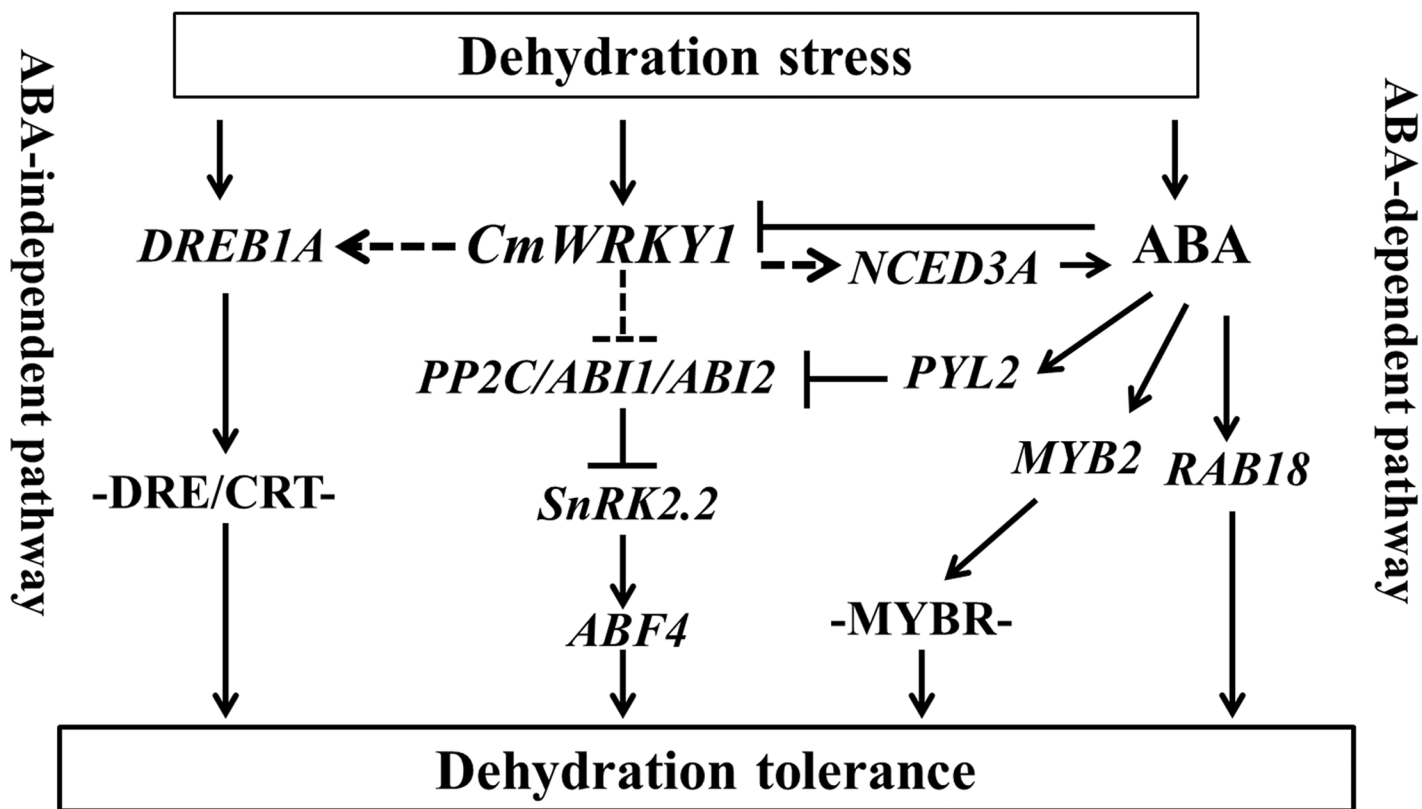 Dehydration stress
ABA-independent pathway
ABA-dependent pathway
DREB1A
CmWRKY1
NCED3A
ABA
PP2C/ABI1/ABI2
PYL2
MYB2
RAB18
-DRE/CRT-
SnRK2.2
ABF4
-MYBR-
Dehydration tolerance